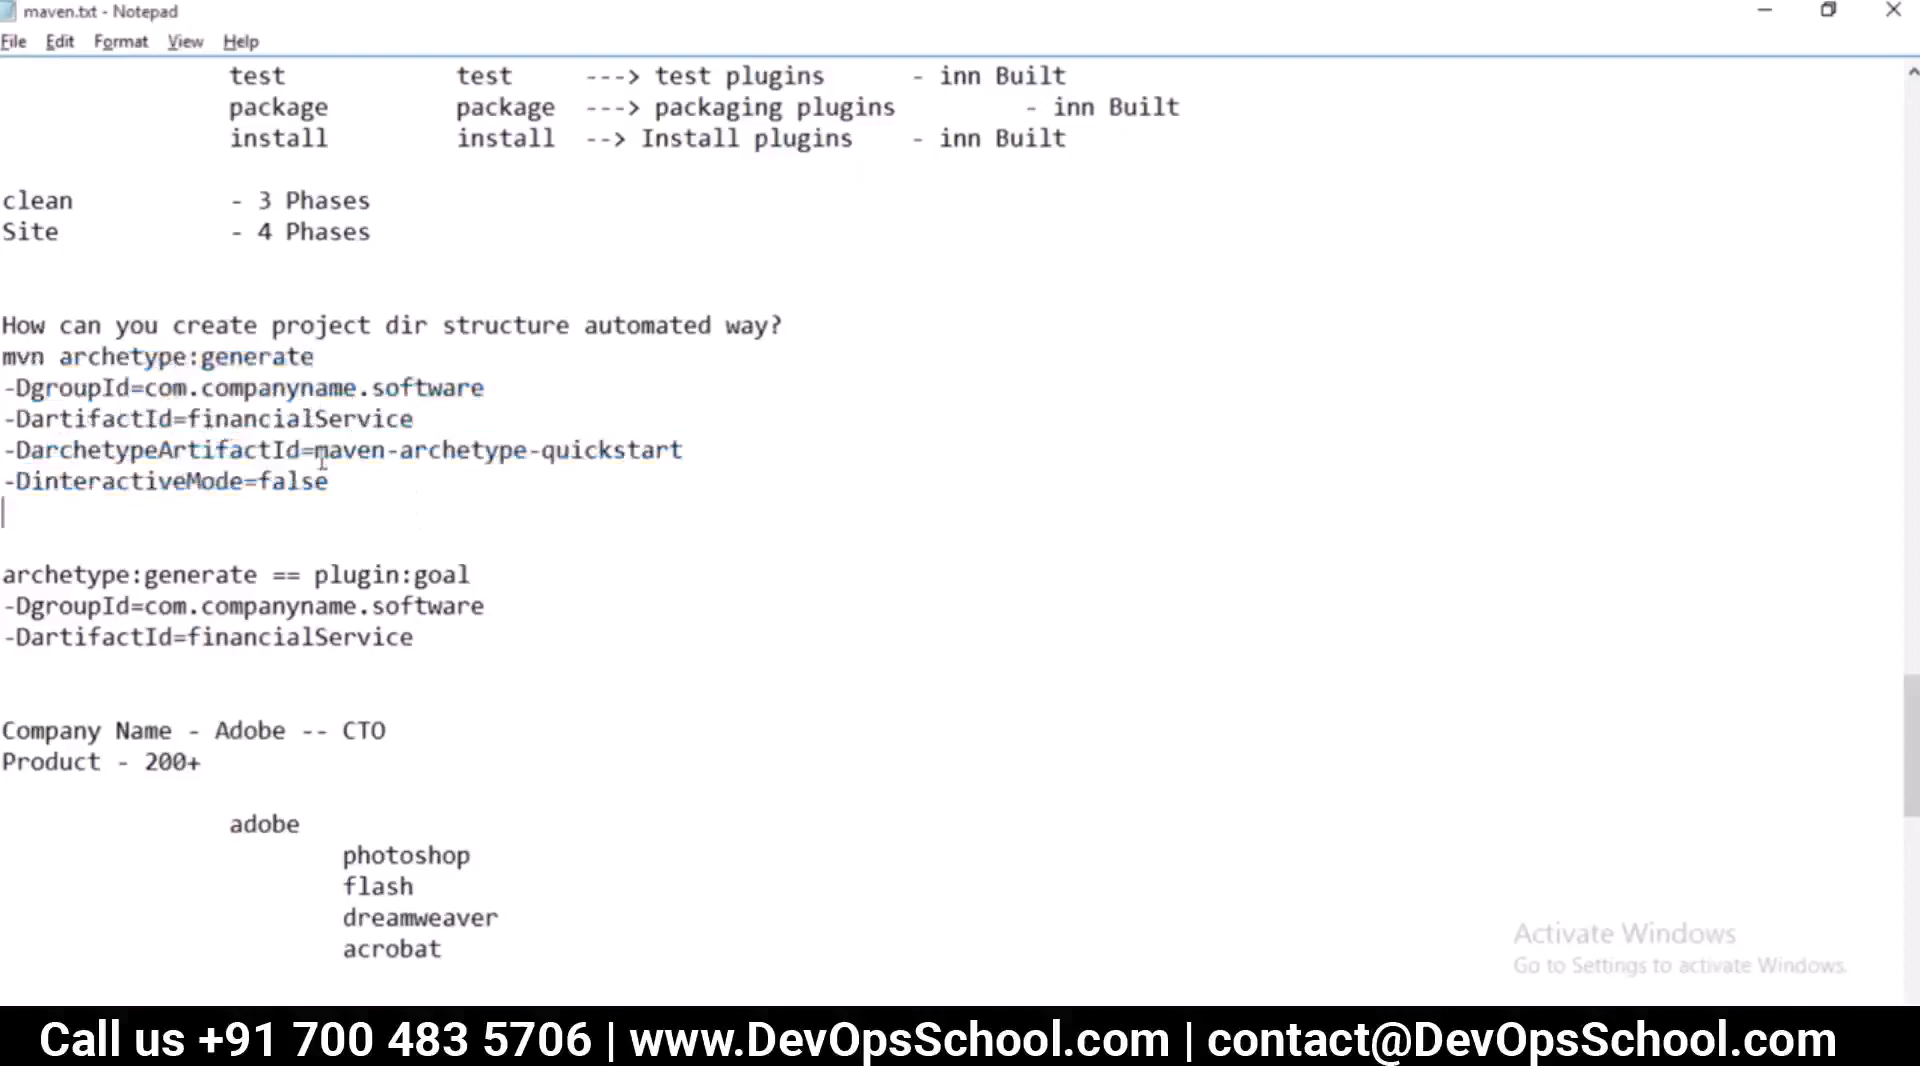 maven.txt - Notepad
File Edit Format View Help
test test ---> test plugins - inn Built
package package ---> packaging plugins - inn Built
install install --> Install plugins - inn Built
clean - 3 Phases
Site - 4 Phases
How can you create project dir structure automated way?
mvn archetype:generate
-DgroupId=com.companyname.software
-DartifactId=financialService
-DarchetypeArtifactId=maven-archetype-quickstart
-DinteractiveMode=false
archetype:generate == plugin:goal
-DgroupId=com.companyname.software
-DartifactId=financialService
Company Name - Adobe -- CTO
Product - 200+
adobe
photoshop
flash
dreamweaver
acrobat
Activate Windows
Go to Settings to activate Windows.
Call us +91 700 483 5706 | www.DevOpsSchool.com | contact@DevOpsSchool.com